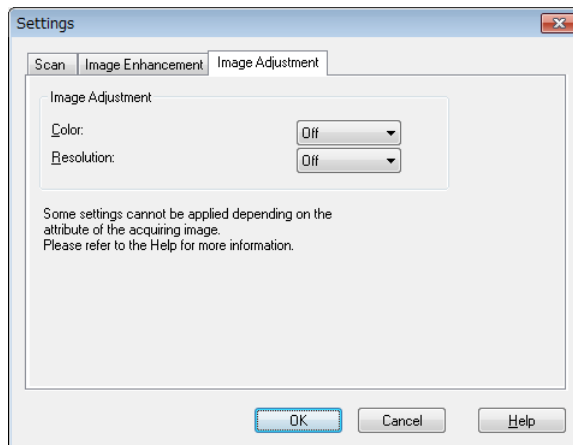 Settings
Scan Image Enhancement Image Adjustment
Image Adjustment
Color: Off
Resolution: Off
Some settings cannot be applied depending on the
attribute of the acquiring image.
Please refer to the Help for more information.
OK Cancel Help